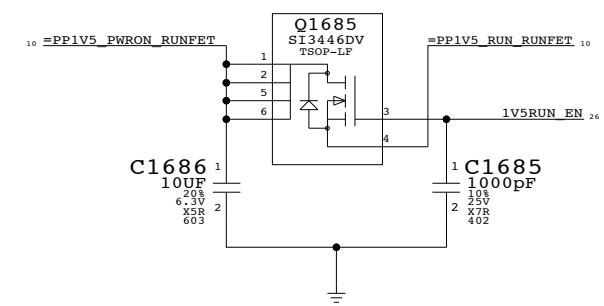 Q1685
SI3446DV
TSOP-LF
10 =PP1V5_PWRON_RUNFET
=PP1V5_RUN_RUNFET 10
1
2
5
6
3
4
1V5RUN_EN 26
C1686 1
10UF
20%
6.3V
X5R 2
603
1 C1685
1000pF
10%
25V
2 X7R
402